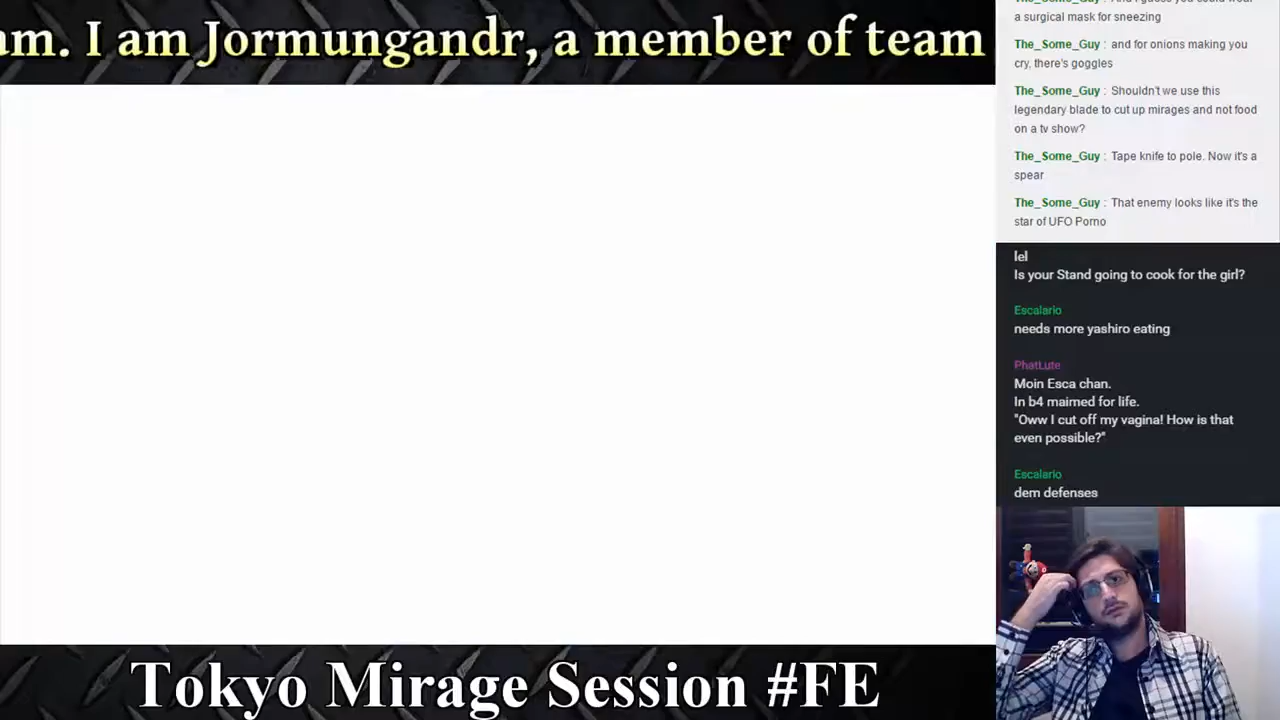 am. I am Jormungandr, a member of team
a surgical mask for sneezing
The_Some_Guy : and for onions making you
cry, there's goggles
The_Some_Guy : Shouldn't we use this
legendary blade to cut up mirages and not food
on a tv show?
The_Some_Guy : Tape knife to pole. Now it's a
spear
The_Some_Guy : That enemy looks like it's the
star of UFO Porno
lel
Is your Stand going to cook for the girl?
Escalario
needs more yashiro eating
PhatLute
Moin Esca chan.
In b4 maimed for life.
"Oww I cut off my vagina! How is that
even possible?"
Escalario
dem defenses
Tokyo Mirage Session #FE